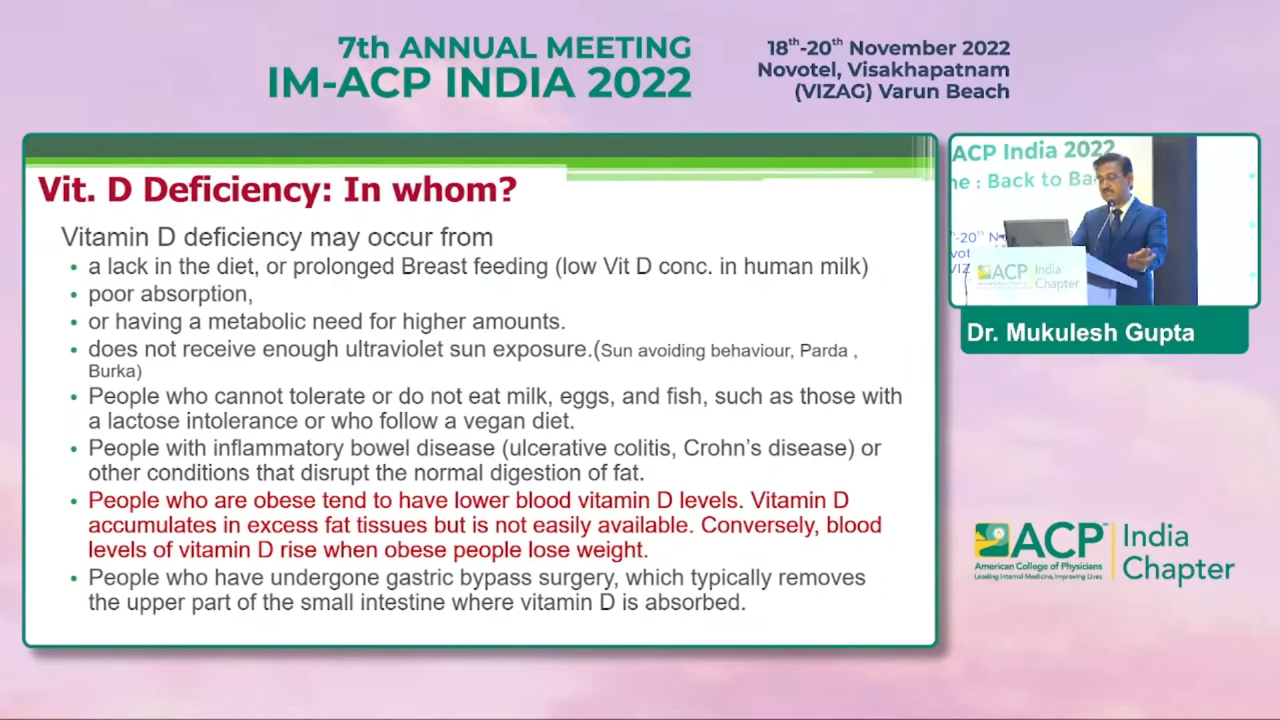 7th ANNUAL MEETING
IM-ACP INDIA 2022
18th-20th November 2022
Novotel, Visakhapatnam
(VIZAG) Varun Beach
Vit. D Deficiency: In whom?
Vitamin D deficiency may occur from
• a lack in the diet, or prolonged Breast feeding (low Vit D conc. in human milk)
• poor absorption,
• or having a metabolic need for higher amounts.
• does not receive enough ultraviolet sun exposure.(Sun avoiding behaviour, Parda ,
Burka)
• People who cannot tolerate or do not eat milk, eggs, and fish, such as those with
a lactose intolerance or who follow a vegan diet.
• People with inflammatory bowel disease (ulcerative colitis, Crohn's disease) or
other conditions that disrupt the normal digestion of fat.
• People who are obese tend to have lower blood vitamin D levels. Vitamin D
accumulates in excess fat tissues but is not easily available. Conversely, blood
levels of vitamin D rise when obese people lose weight.
• People who have undergone gastric bypass surgery, which typically removes
the upper part of the small intestine where vitamin D is absorbed.
ACP India 2022
: Back to
ACP India
Chapter
Dr. Mukulesh Gupta
ACP™
American College of Physicians
Leading Internal Medicine, Improving Lives
India
Chapter